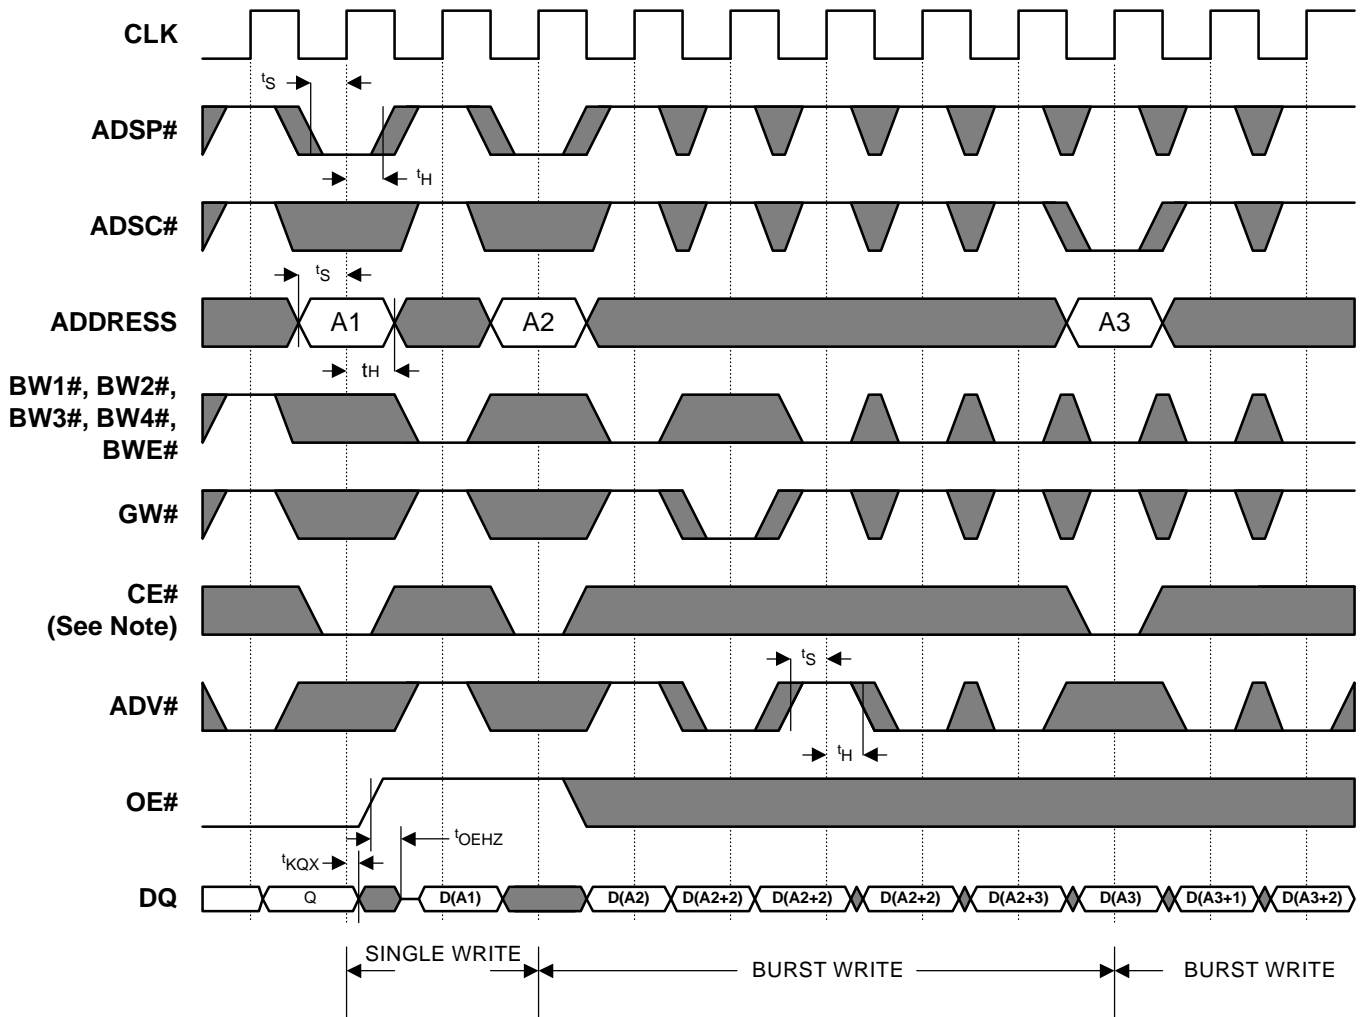 CLK
tS
ADSP#
tH
ADSC#
tS
ADDRESS
A1
A2
A3
tH
BW1#, BW2#,
BW3#, BW4#,
BWE#
GW#
CE#
(See Note)
tS
ADV#
tH
OE#
tOEHZ
tKQX
DQ
Q
D(A1)
D(A2)
D(A2+2)
D(A2+2)
D(A2+2)
D(A2+3)
D(A3)
D(A3+1)
D(A3+2)
SINGLE WRITE
BURST WRITE
BURST WRITE